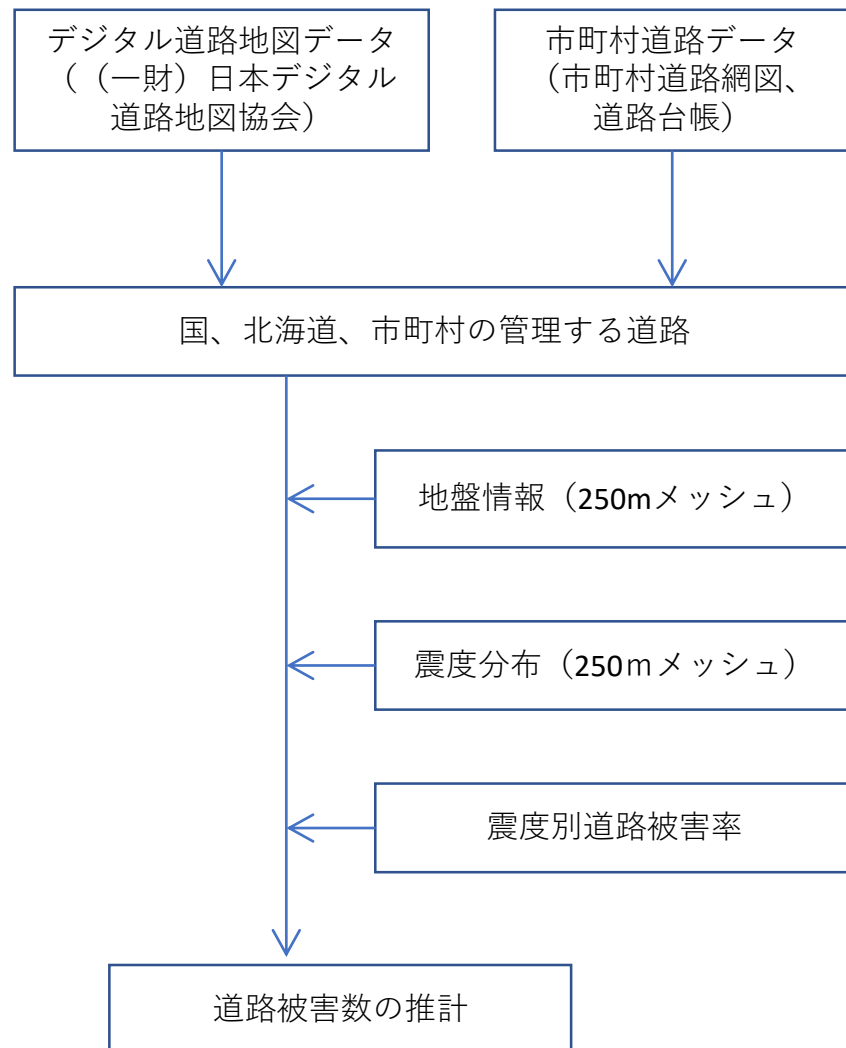 デジタル道路地図データ
(（一財）日本デジタル
道路地図協会）
市町村道路データ
（市町村道路網図、
道路台帳）
国、北海道、市町村の管理する道路
地盤情報（250mメッシュ）
震度分布（250ｍメッシュ）
震度別道路被害率
道路被害数の推計